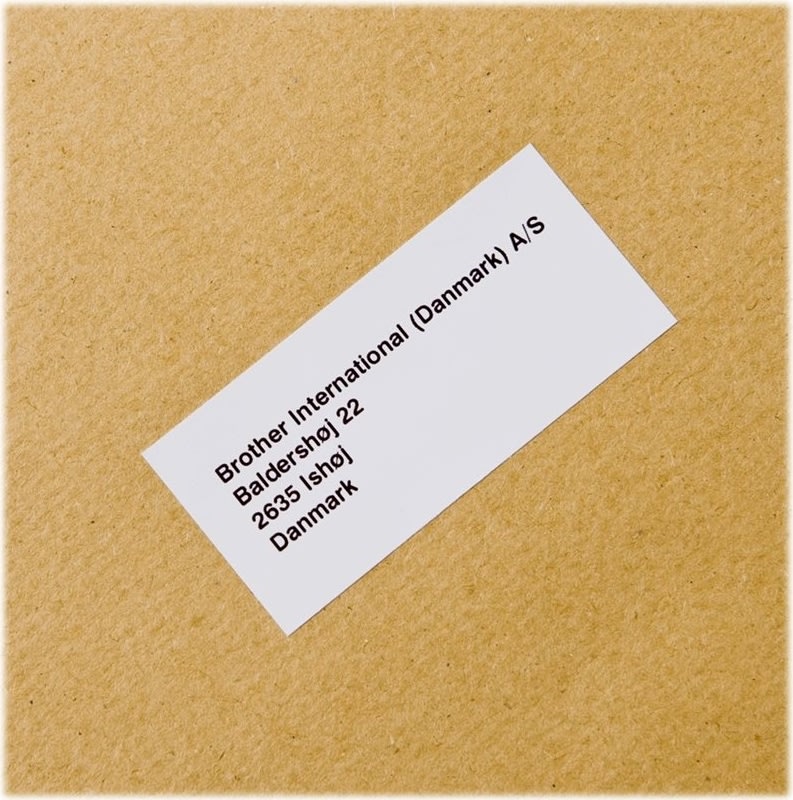 Brother International (Danmark) A/S
Baldershøj 22
2635 Ishøj
Danmark